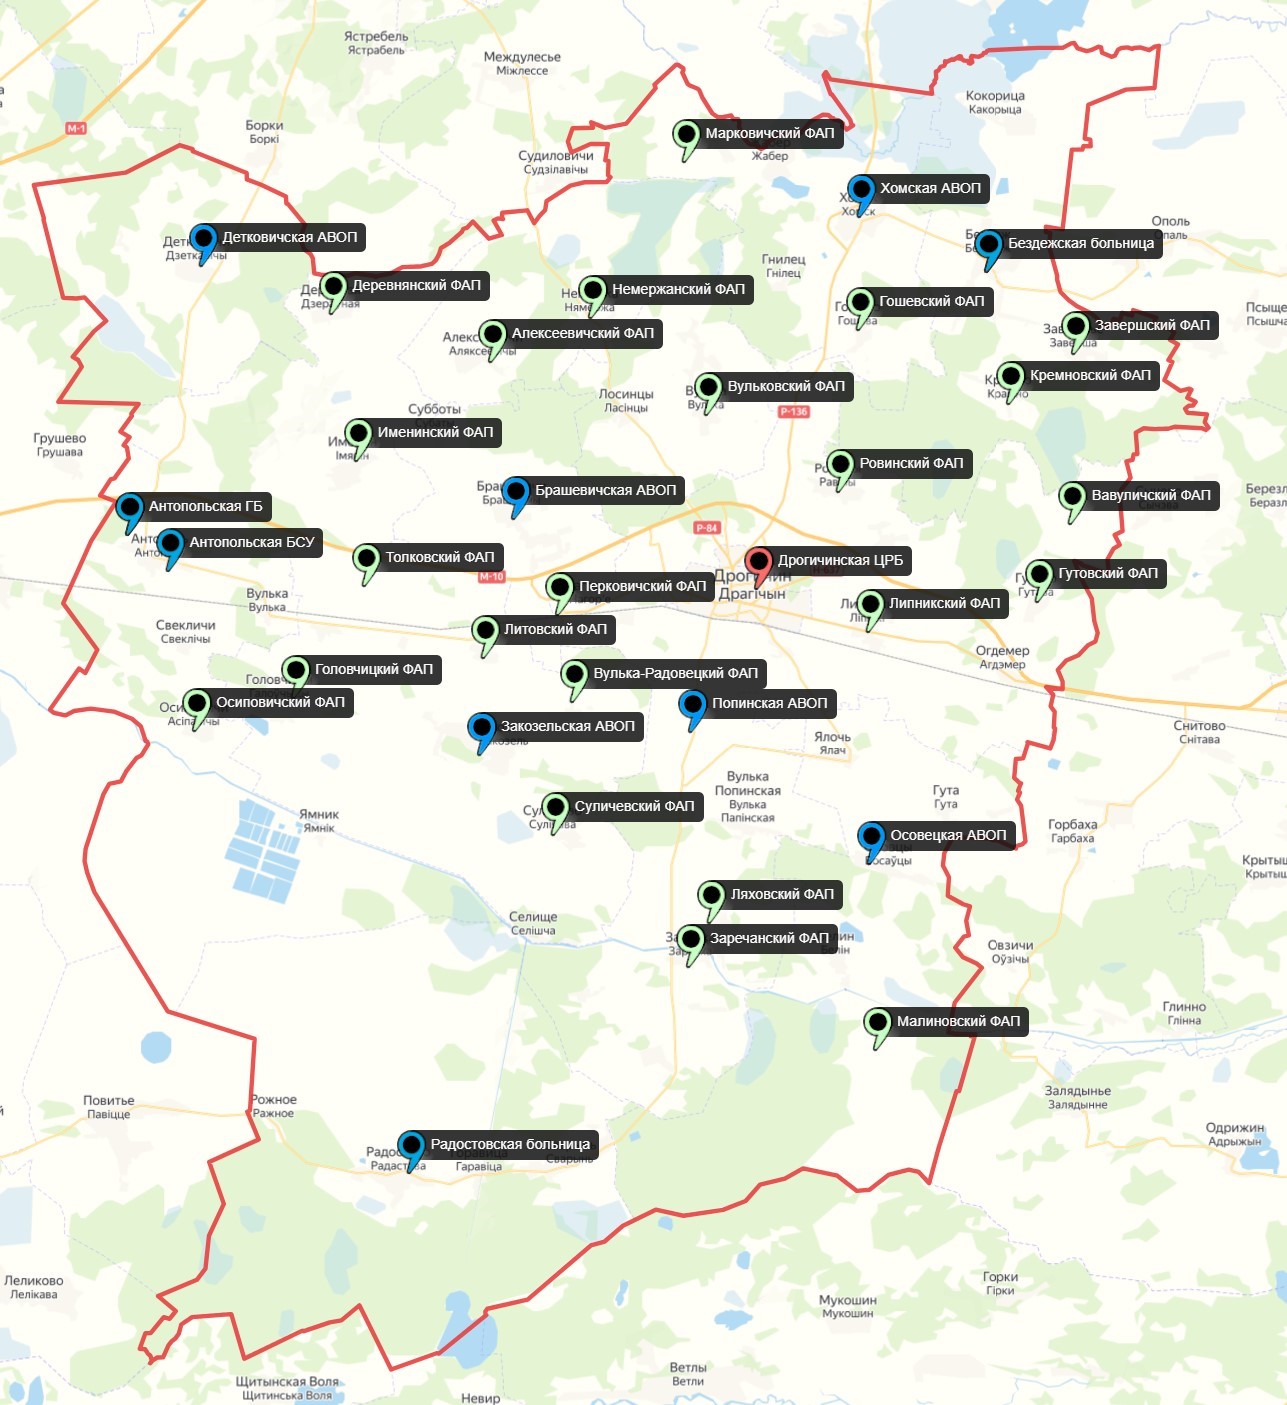 Ястребель
Ястрабель
Междулесье
Міжлессе
Кокорица
Какорыца
М-1
Борки
Боркі
Марковичский ФАП
Жабер
Судиловичи
Судзілавічы
Хомская АВОП
Ополь
Опаль
Детковичская АВОП
Бездежская больница
Гнилец
Гнілец
Деревнянский ФАП
Немержанский ФАП
Гошевский ФАП
Псыще
Псышча
Завершский ФАП
Завершша
Алексеевичский ФАП
Кремновский ФАП
Вульковский ФАП
Лосинцы
Ласінцы
Р-136
Субботы
Грушево
Грушава
Именинский ФАП
Ровинский ФАП
Брашевичская АВОП
Вавуличский ФАП
Антопольская ГБ
Р-84
Антопольская БСУ
Толковский ФАП
Дрогичинская ЦРБ
Драгічын
М-10
Перковичский ФАП
Гутовский ФАП
Вулька
Вулька
Липникский ФАП
Свекличи
Свеклічы
Литовский ФАП
Огдемер
Агдэмер
Головчицкий ФАП
Вулька-Радовецкий ФАП
Осиповичский ФАП
Попинская АВОП
Закозельская АВОП
Снитово
Снітава
Ялочь
Ялач
Вулька
Попинская
Вулька
Папінская
Гута
Гута
Суличевский ФАП
Ямник
Ямнік
Горбаха
Гарбаха
Осовецкая АВОП
Крытыш
Ляховский ФАП
Селище
Селішча
Заречанский ФАП
Овзичи
Оўзічы
Глинно
Глінна
Малиновский ФАП
Повитье
Павіцце
Рожное
Ражное
Залядынье
Залядынне
Одрижин
Адрыжын
Радостовская больница
Гаравіца
Леликово
Лелікава
Горки
Гіркі
Мукошин
Мукошин
Ветлы
Ветли
Щитынская Воля
Щитинська Воля
Невир